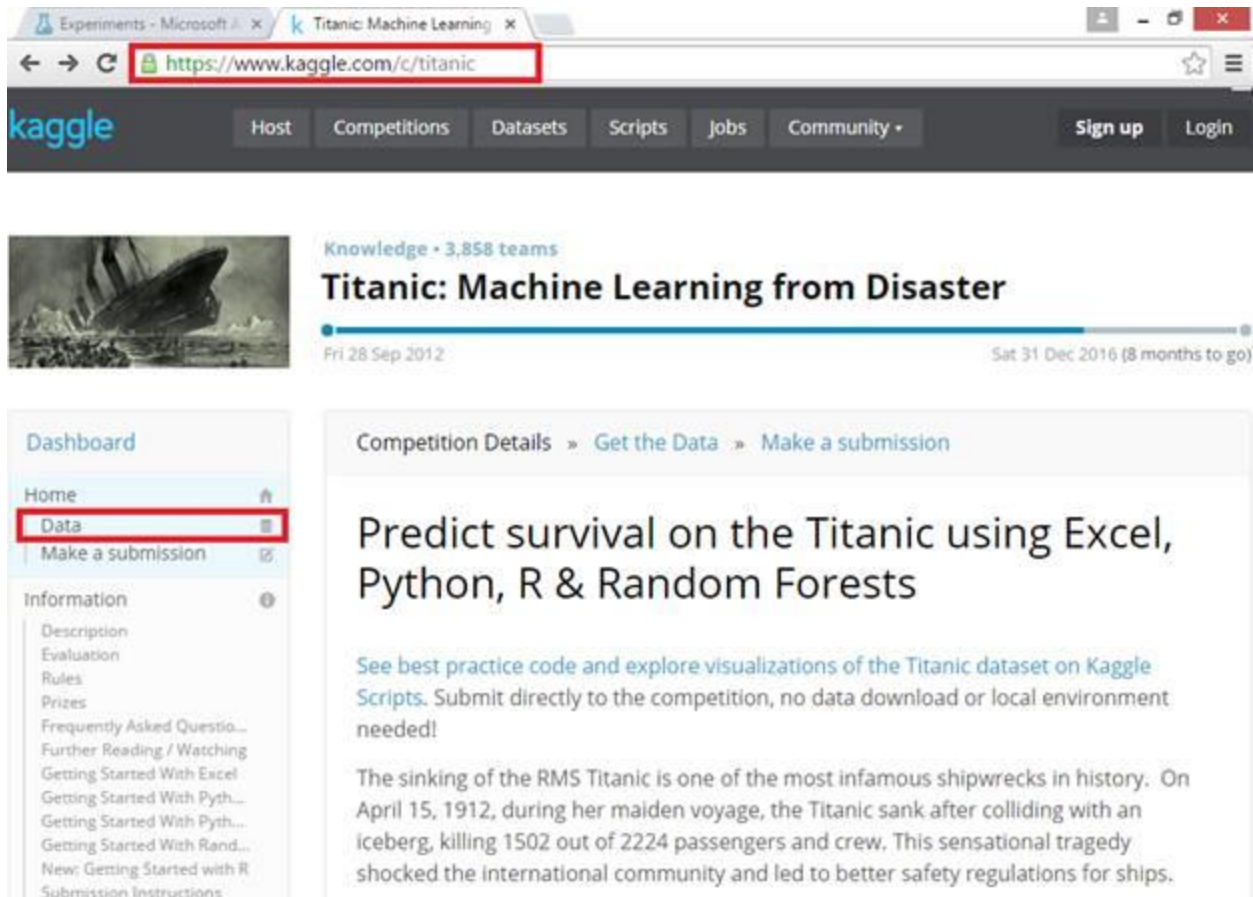 Experiments - Microsoft A
Titanic: Machine Learning
https://www.kaggle.com/c/titanic
kaggle
Host Competitions Datasets Scripts Jobs Community
Sign up Login
Knowledge • 3,858 teams
Titanic: Machine Learning from Disaster
Fri 28 Sep 2012
Sat 31 Dec 2016 (8 months to go)
Dashboard
Home
Data
Make a submission
Information
Description
Evaluation
Rules
Prizes
Frequently Asked Questio...
Further Reading / Watching
Getting Started With Excel
Getting Started With Pyth...
Getting Started With Pyth...
Getting Started With Rand...
New: Getting Started with R
Submission Instructions
Competition Details » Get the Data » Make a submission
Predict survival on the Titanic using Excel,
Python, R & Random Forests
See best practice code and explore visualizations of the Titanic dataset on Kaggle
Scripts. Submit directly to the competition, no data download or local environment
needed!
The sinking of the RMS Titanic is one of the most infamous shipwrecks in history. On
April 15, 1912, during her maiden voyage, the Titanic sank after colliding with an
iceberg, killing 1502 out of 2224 passengers and crew. This sensational tragedy
shocked the international community and led to better safety regulations for ships.